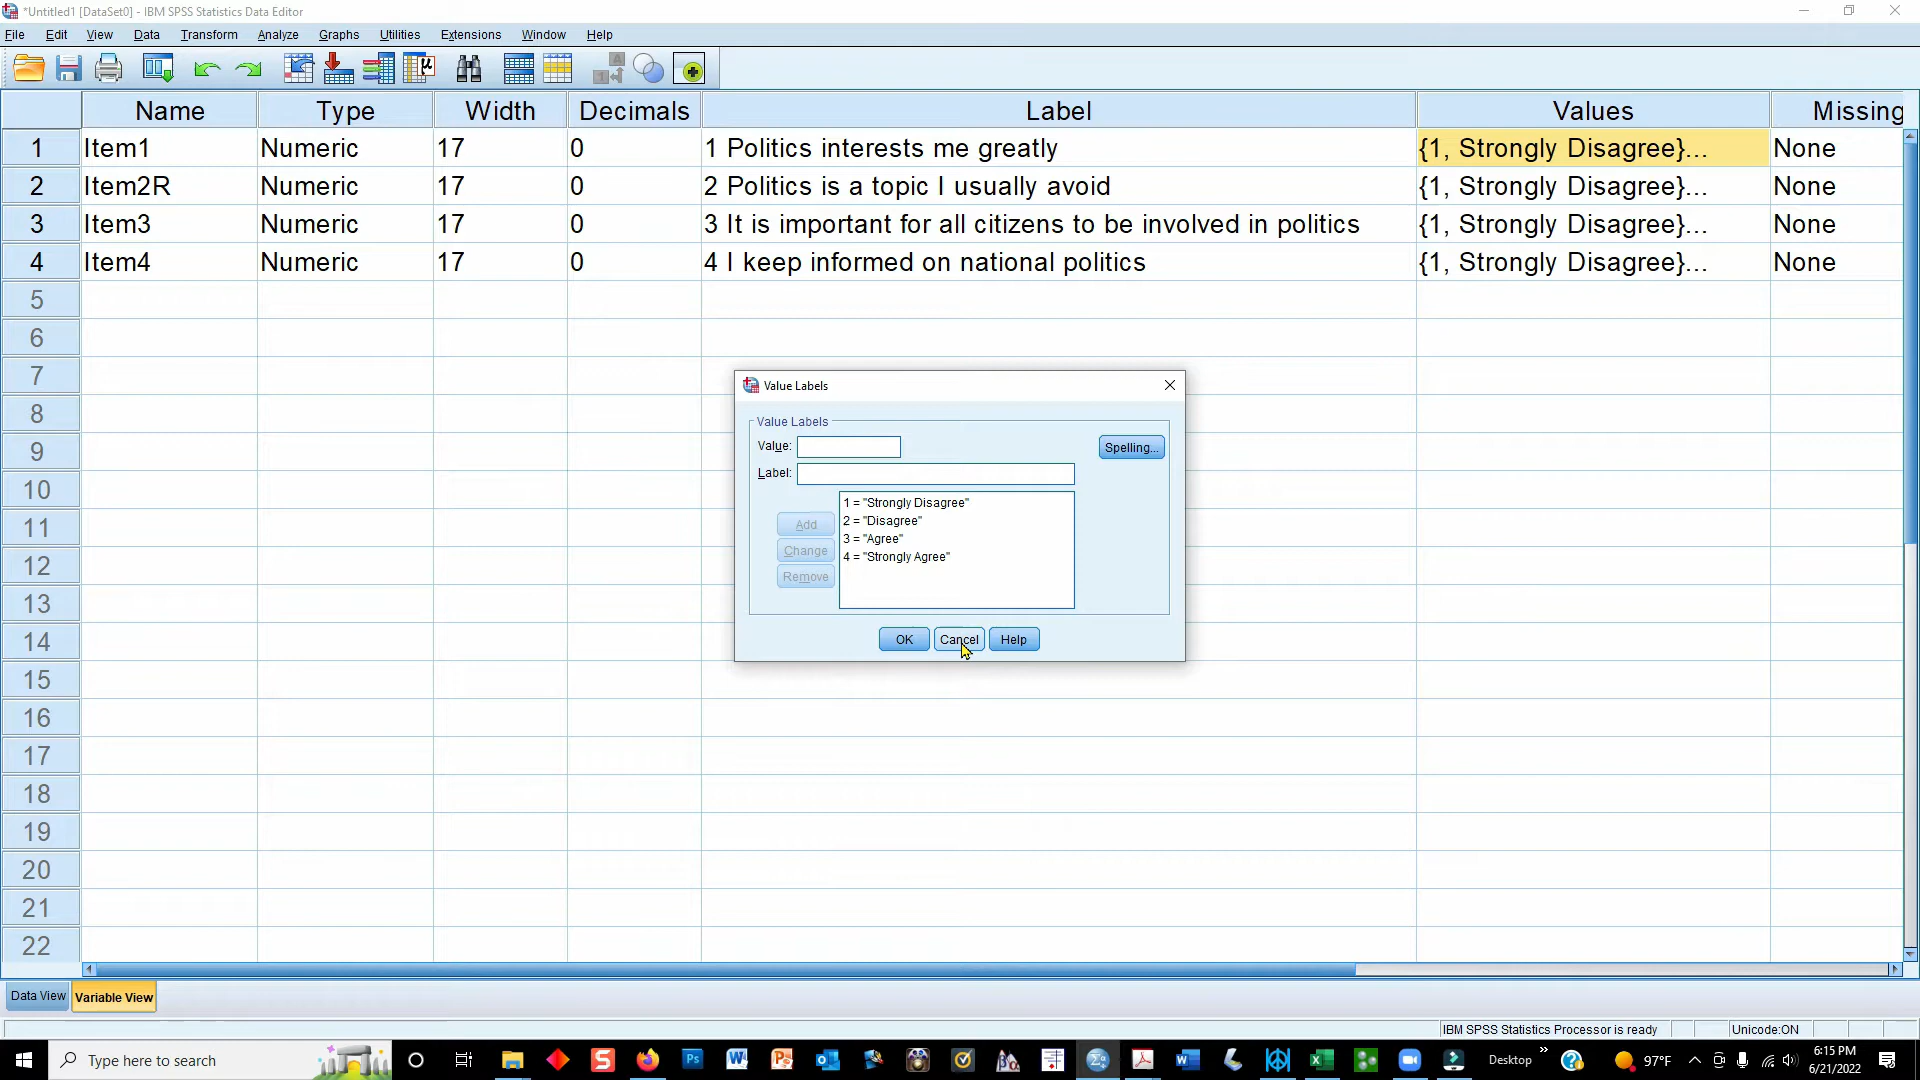 *Untitled1 [DataSet0] - IBM SPSS Statistics Data Editor
File Edit View Data Transform Analyze Graphs Utilities Extensions Window Help
Name Type Width Decimals Label Values Missing
1 Item1 Numeric 17 0 1 Politics interests me greatly {1, Strongly Disagree}... None
2 Item2R Numeric 17 0 2 Politics is a topic I usually avoid {1, Strongly Disagree}... None
3 Item3 Numeric 17 0 3 It is important for all citizens to be involved in politics {1, Strongly Disagree}... None
4 Item4 Numeric 17 0 4 I keep informed on national politics {1, Strongly Disagree}... None
5
6
7
8
9
10
11
12
13
14
15
16
17
18
19
20
21
22
Value Labels
Value Labels
Value:
Spelling...
Label:
1 = "Strongly Disagree"
2 = "Disagree"
3 = "Agree"
4 = "Strongly Agree"
Add
Change
Remove
OK Cancel Help
Data View Variable View
IBM SPSS Statistics Processor is ready Unicode:ON
Type here to search
Desktop
97°F
6:15 PM
6/21/2022